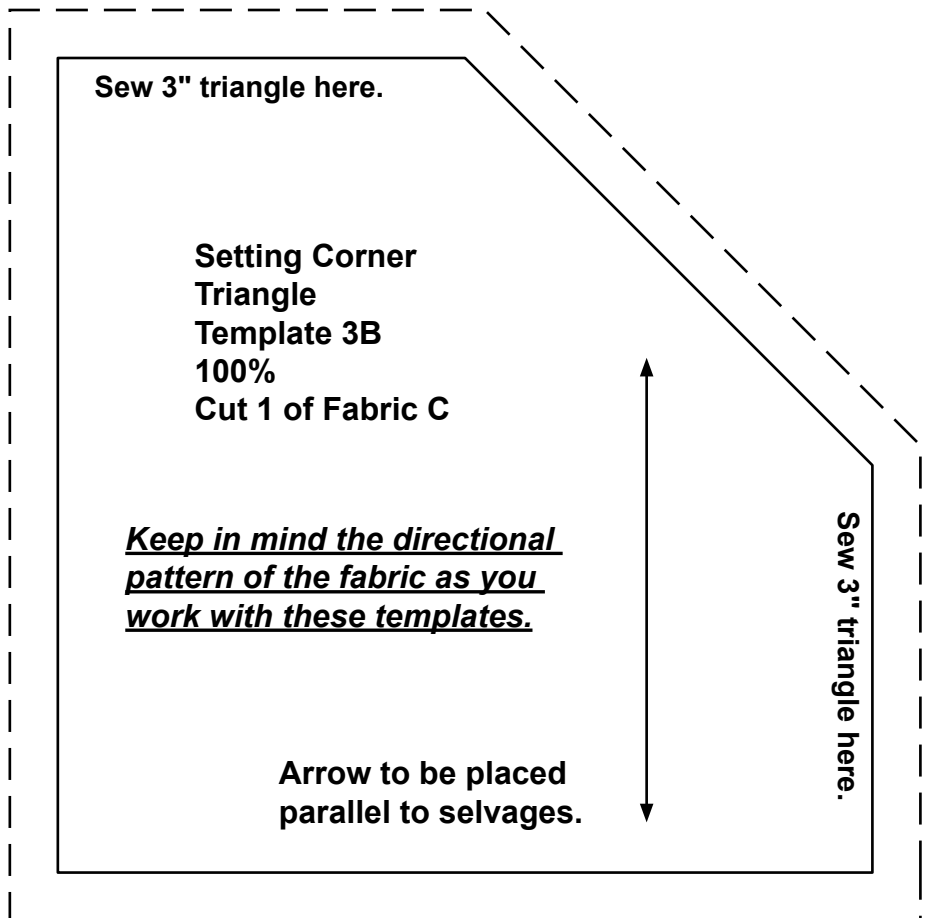 Sew 3" triangle here.
Setting Corner
Triangle
Template 3B
100%
Cut 1 of Fabric C
Keep in mind the directional
pattern of the fabric as you
work with these templates.
Sew 3" triangle here.
Arrow to be placed
parallel to selvages.